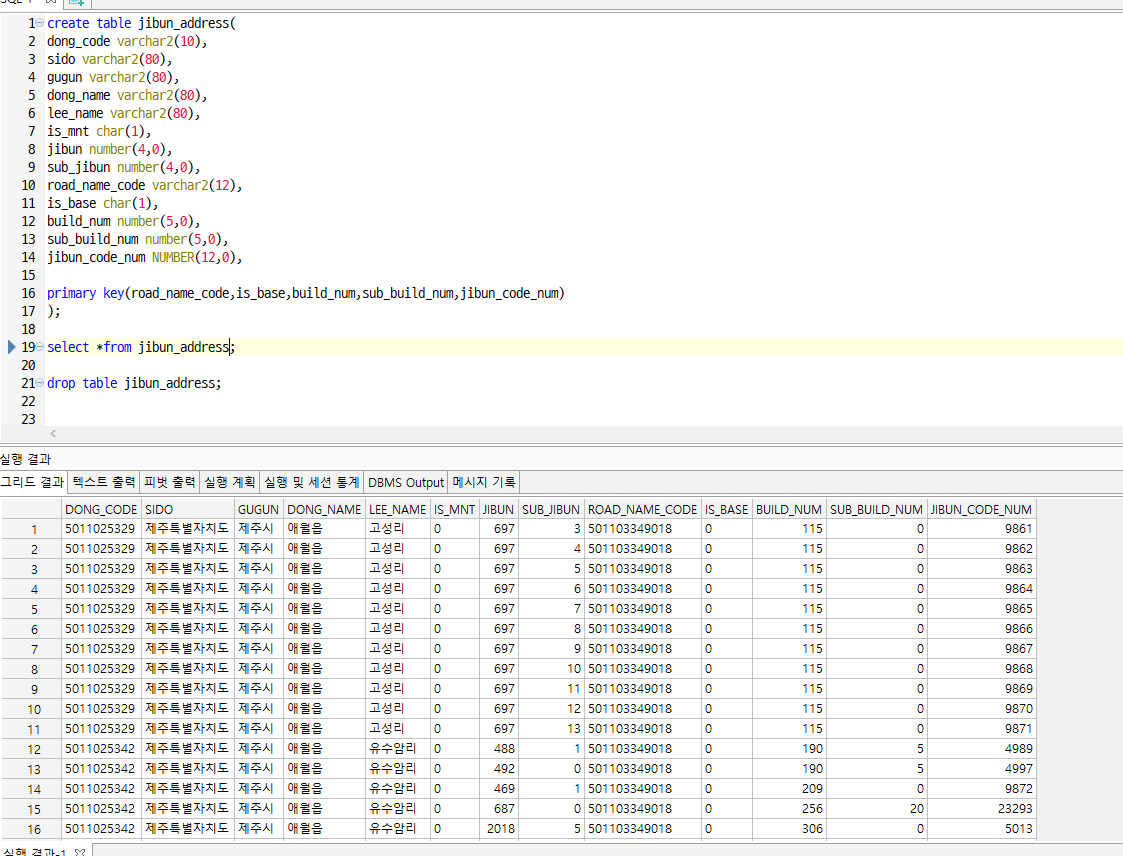 SQL-1
1 create table jibun_address(
2 dong_code varchar2(10),
3 sido varchar2(80),
4 gugun varchar2(80),
5 dong_name varchar2(80),
6 lee_name varchar2(80),
7 is_mnt char(1),
8 jibun number(4,0),
9 sub_jibun number(4,0),
10 road_name_code varchar2(12),
11 is_base char(1),
12 build_num number(5,0),
13 sub_build_num number(5,0),
14 jibun_code_num NUMBER(12,0),
15
16 primary key(road_name_code,is_base,build_num,sub_build_num,jibun_code_num)
17 );
18
19 select *from jibun_address;
20
21 drop table jibun_address;
22
23
실행 결과
그리드 결과 텍스트 출력 피벗 출력 실행 계획 실행 및 세션 통계 DBMS Output 메시지 기록
DONG_CODE SIDO GUGUN DONG_NAME LEE_NAME IS_MNT JIBUN SUB_JIBUN ROAD_NAME_CODE IS_BASE BUILD_NUM SUB_BUILD_NUM JIBUN_CODE_NUM
1 5011025329 제주특별자치도 제주시 애월읍 고성리 0 697 3 501103349018 0 115 0 9861
2 5011025329 제주특별자치도 제주시 애월읍 고성리 0 697 4 501103349018 0 115 0 9862
3 5011025329 제주특별자치도 제주시 애월읍 고성리 0 697 5 501103349018 0 115 0 9863
4 5011025329 제주특별자치도 제주시 애월읍 고성리 0 697 6 501103349018 0 115 0 9864
5 5011025329 제주특별자치도 제주시 애월읍 고성리 0 697 7 501103349018 0 115 0 9865
6 5011025329 제주특별자치도 제주시 애월읍 고성리 0 697 8 501103349018 0 115 0 9866
7 5011025329 제주특별자치도 제주시 애월읍 고성리 0 697 9 501103349018 0 115 0 9867
8 5011025329 제주특별자치도 제주시 애월읍 고성리 0 697 10 501103349018 0 115 0 9868
9 5011025329 제주특별자치도 제주시 애월읍 고성리 0 697 11 501103349018 0 115 0 9869
10 5011025329 제주특별자치도 제주시 애월읍 고성리 0 697 12 501103349018 0 115 0 9870
11 5011025329 제주특별자치도 제주시 애월읍 고성리 0 697 13 501103349018 0 115 0 9871
12 5011025342 제주특별자치도 제주시 애월읍 유수암리 0 488 1 501103349018 0 190 5 4989
13 5011025342 제주특별자치도 제주시 애월읍 유수암리 0 492 0 501103349018 0 190 5 4997
14 5011025342 제주특별자치도 제주시 애월읍 유수암리 0 469 1 501103349018 0 209 0 9872
15 5011025342 제주특별자치도 제주시 애월읍 유수암리 0 687 0 501103349018 0 256 20 23293
16 5011025342 제주특별자치도 제주시 애월읍 유수암리 0 2018 5 501103349018 0 306 0 5013
실행 결과-1